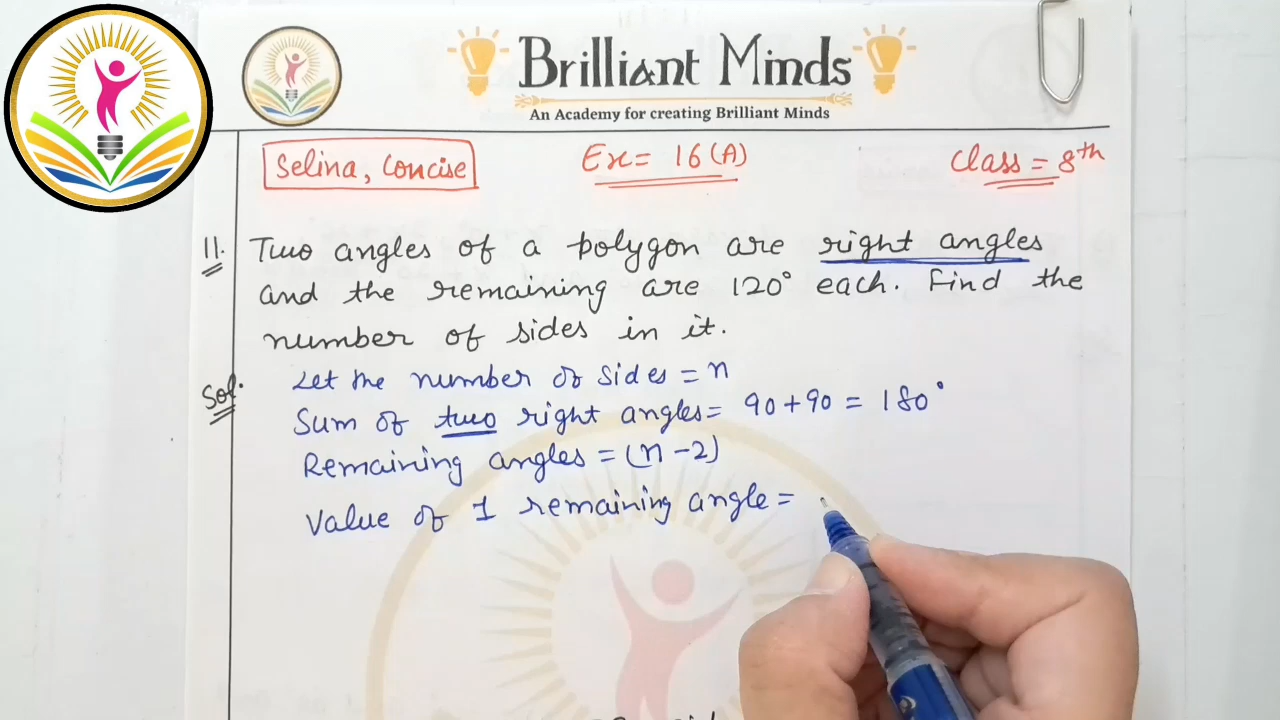 Brilliant Minds
An Academy for creating Brilliant Minds
Selina, Concise
Ex = 16 (A)
Class = 8th
11. Two angles of a polygon are right angles
and the remaining are 120° each. Find the
number of sides in it.
Sol. Let the number of sides = n
Sum of two right angles = 90 + 90 = 180°
Remaining angles = (n - 2)
Value of 1 remaining angle =